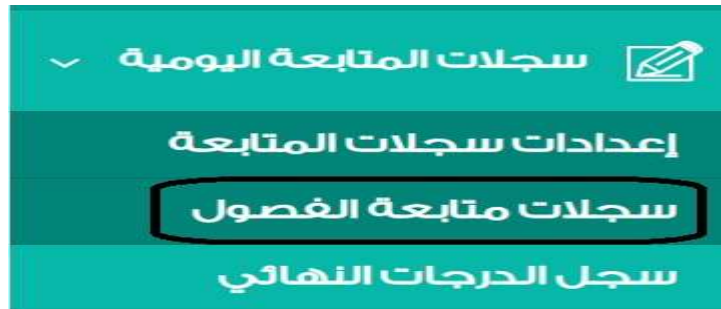 سجلات المتابعة اليومية
إعدادات سجلات المتابعة
سجلات متابعة الفصول
سجل الدرجات النهائي